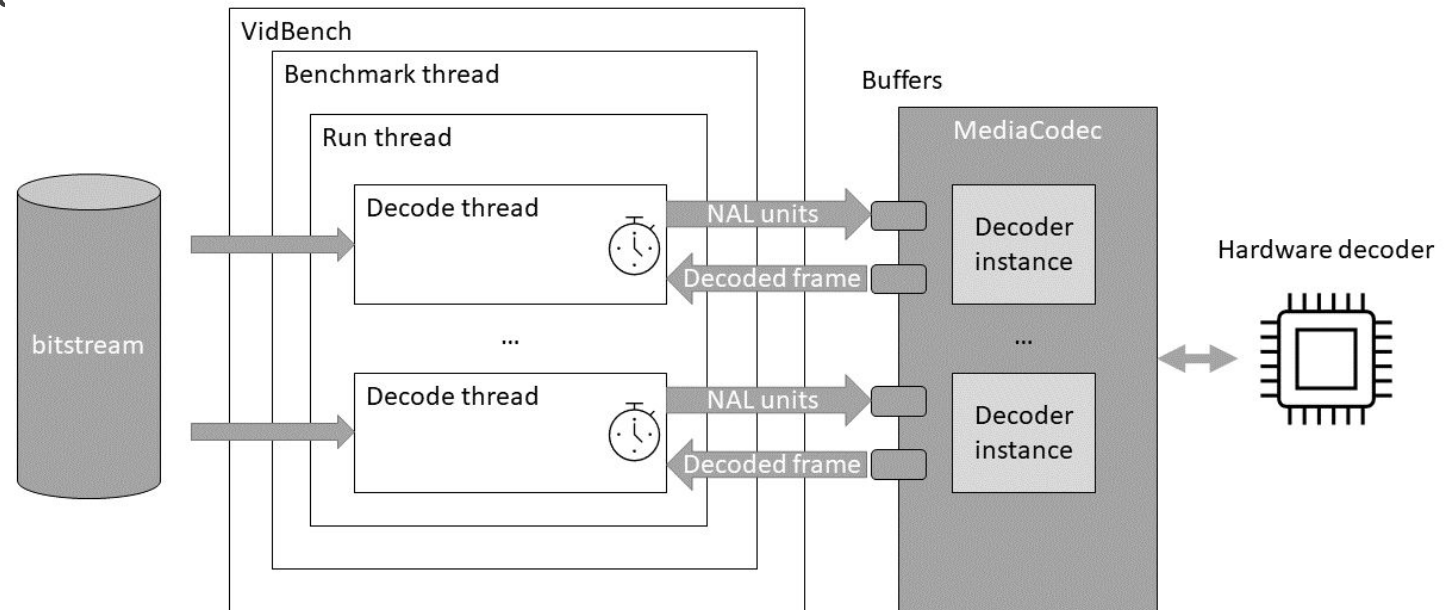 VidBench
Benchmark thread
Buffers
Run thread
MediaCodec
Decode thread
NAL units
Decoder
instance
Decoded frame
Hardware decoder
bitstream
...
...
Decode thread
NAL units
Decoder
instance
Decoded frame